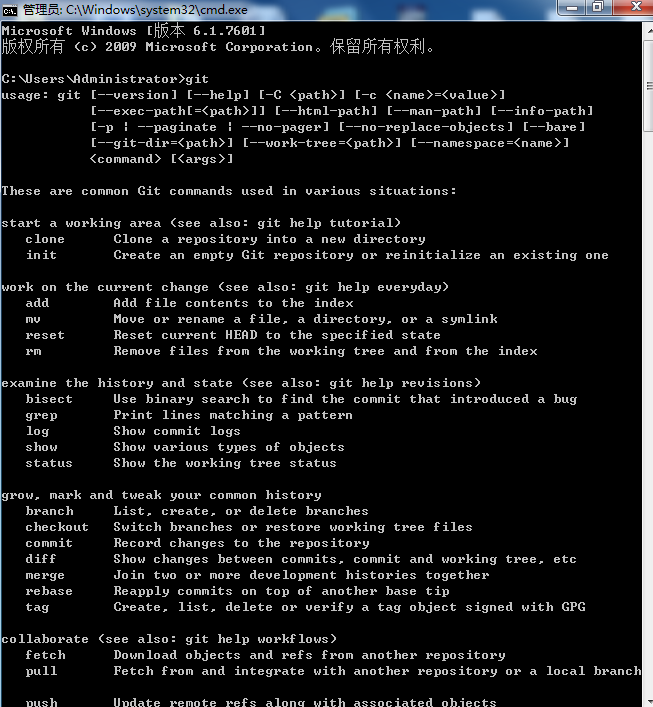 管理员: C:\Windows\system32\cmd.exe
Microsoft Windows [版本 6.1.7601]
版权所有 (c) 2009 Microsoft Corporation。保留所有权利。
C:\Users\Administrator>git
usage: git [--version] [--help] [-C <path>] [-c <name>=<value>]
           [--exec-path[=<path>]] [--html-path] [--man-path] [--info-path]
           [-p ¦ --paginate ¦ --no-pager] [--no-replace-objects] [--bare]
           [--git-dir=<path>] [--work-tree=<path>] [--namespace=<name>]
           <command> [<args>]
These are common Git commands used in various situations:
start a working area (see also: git help tutorial)
   clone      Clone a repository into a new directory
   init       Create an empty Git repository or reinitialize an existing one
work on the current change (see also: git help everyday)
   add        Add file contents to the index
   mv         Move or rename a file, a directory, or a symlink
   reset      Reset current HEAD to the specified state
   rm         Remove files from the working tree and from the index
examine the history and state (see also: git help revisions)
   bisect     Use binary search to find the commit that introduced a bug
   grep       Print lines matching a pattern
   log        Show commit logs
   show       Show various types of objects
   status     Show the working tree status
grow, mark and tweak your common history
   branch     List, create, or delete branches
   checkout   Switch branches or restore working tree files
   commit     Record changes to the repository
   diff       Show changes between commits, commit and working tree, etc
   merge      Join two or more development histories together
   rebase     Reapply commits on top of another base tip
   tag        Create, list, delete or verify a tag object signed with GPG
collaborate (see also: git help workflows)
   fetch      Download objects and refs from another repository
   pull       Fetch from and integrate with another repository or a local branch
   push       Update remote refs along with associated objects